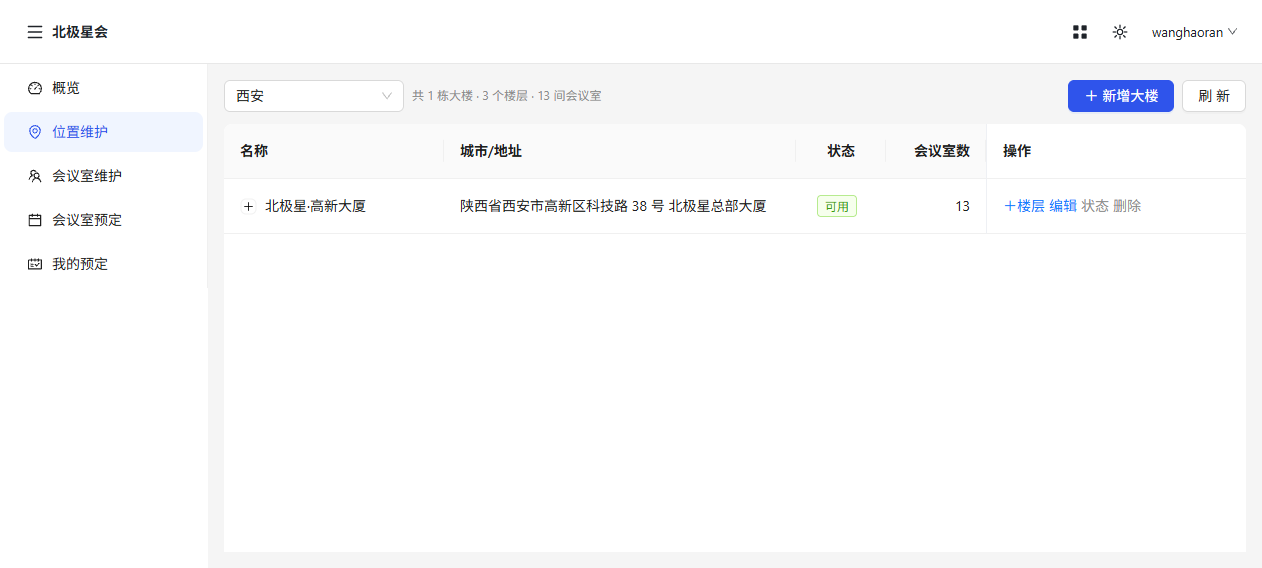 北极星会
wanghaoran
概览
位置维护
会议室维护
会议室预定
我的预定
西安
共 1 栋大楼 · 3 个楼层 · 13 间会议室
新增大楼
刷 新
名称 城市/地址 状态 会议室数 操作
北极星·高新大厦 陕西省西安市高新区科技路 38 号 北极星总部大厦 可用 13 +楼层 编辑 状态 删除